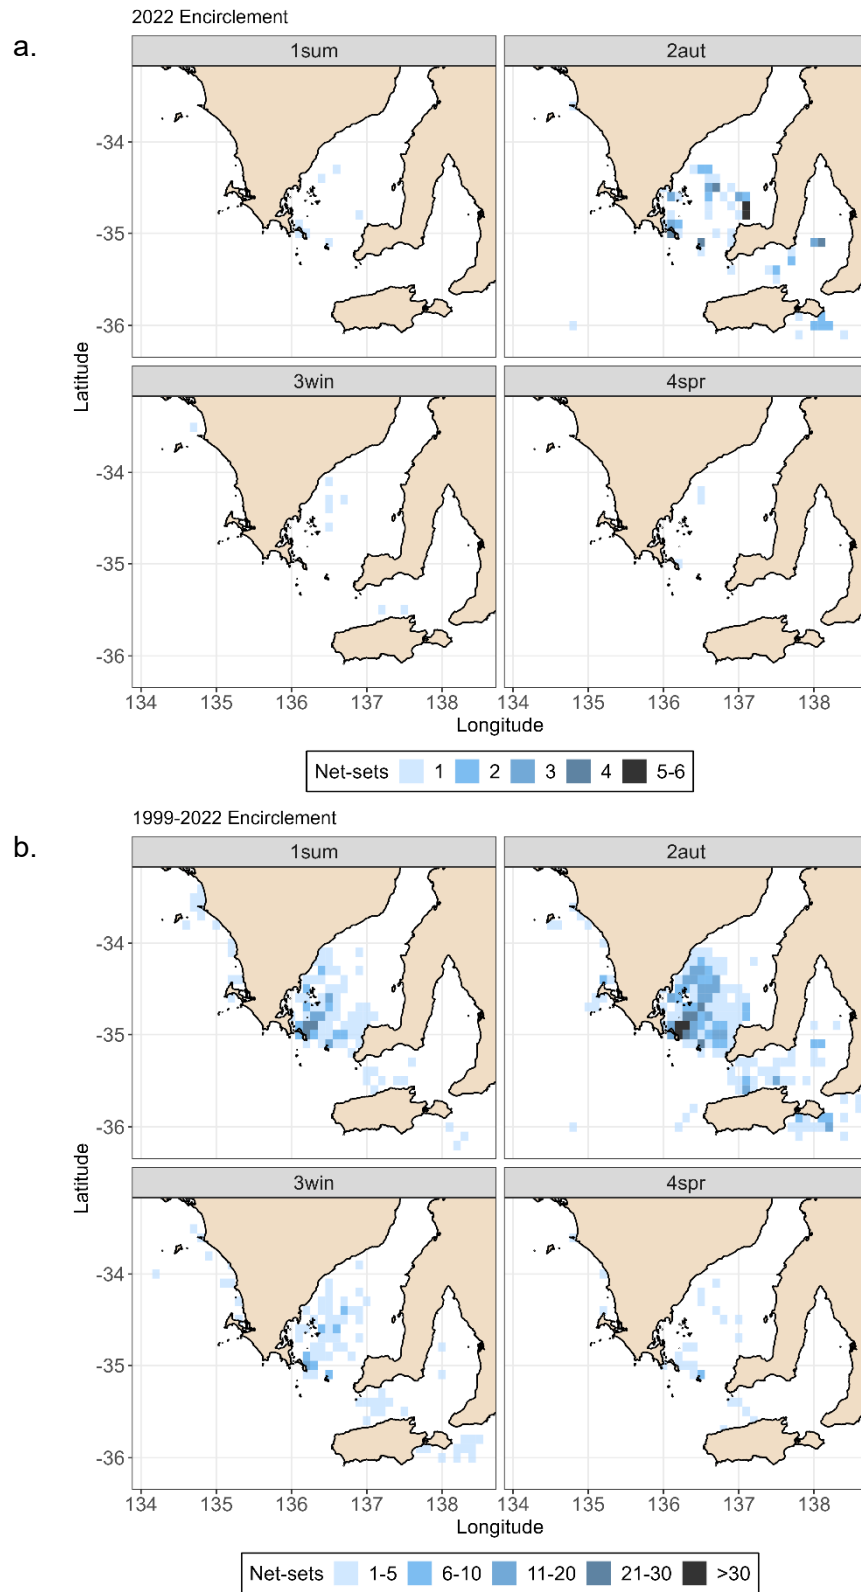 a.
2022 Encirclement
1sum 2aut
-34
-35
-36
3win 4spr
-34
-35
-36
Latitude
134 135 136 137 138 134 135 136 137 138
Longitude
Net-sets 1 2 3 4 5-6
b.
1999-2022 Encirclement
1sum 2aut
-34
-35
-36
3win 4spr
-34
-35
-36
Latitude
134 135 136 137 138 134 135 136 137 138
Longitude
Net-sets 1-5 6-10 11-20 21-30 >30